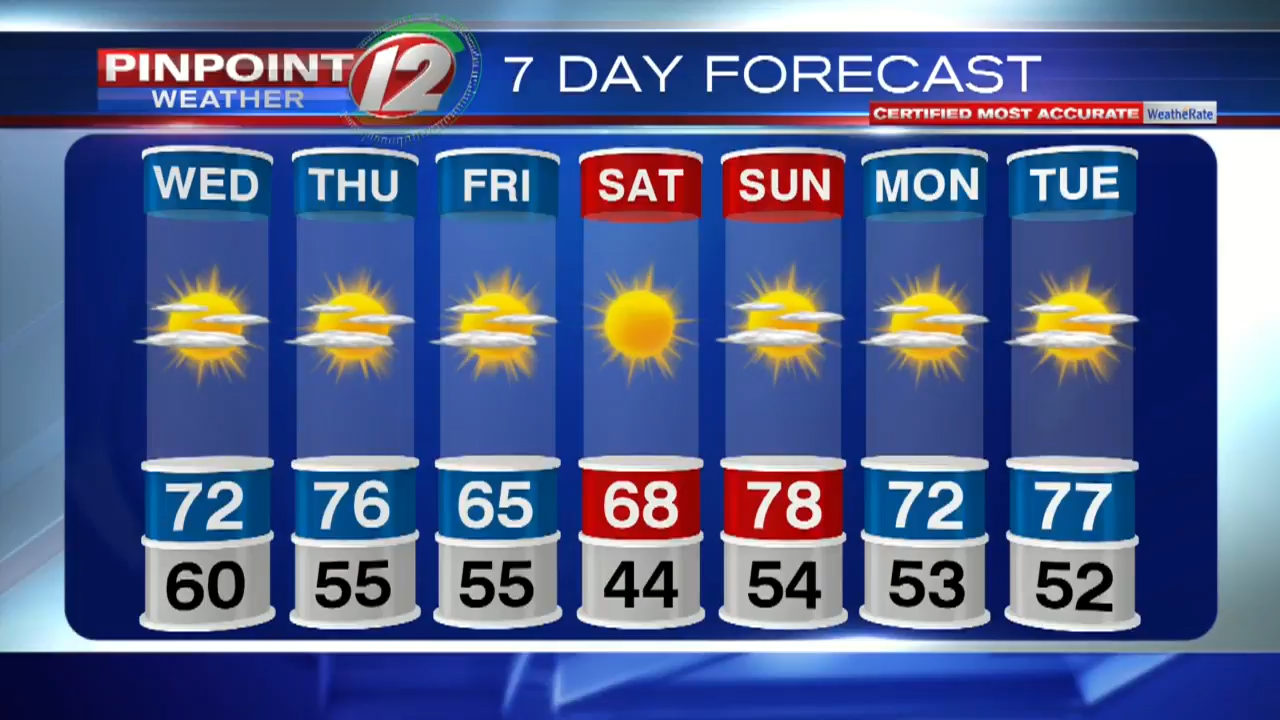 PINPOINT 12
WEATHER
7 DAY FORECAST
CERTIFIED MOST ACCURATE WeatheRate
WED THU FRI SAT SUN MON TUE
72 76 65 68 78 72 77
60 55 55 44 54 53 52